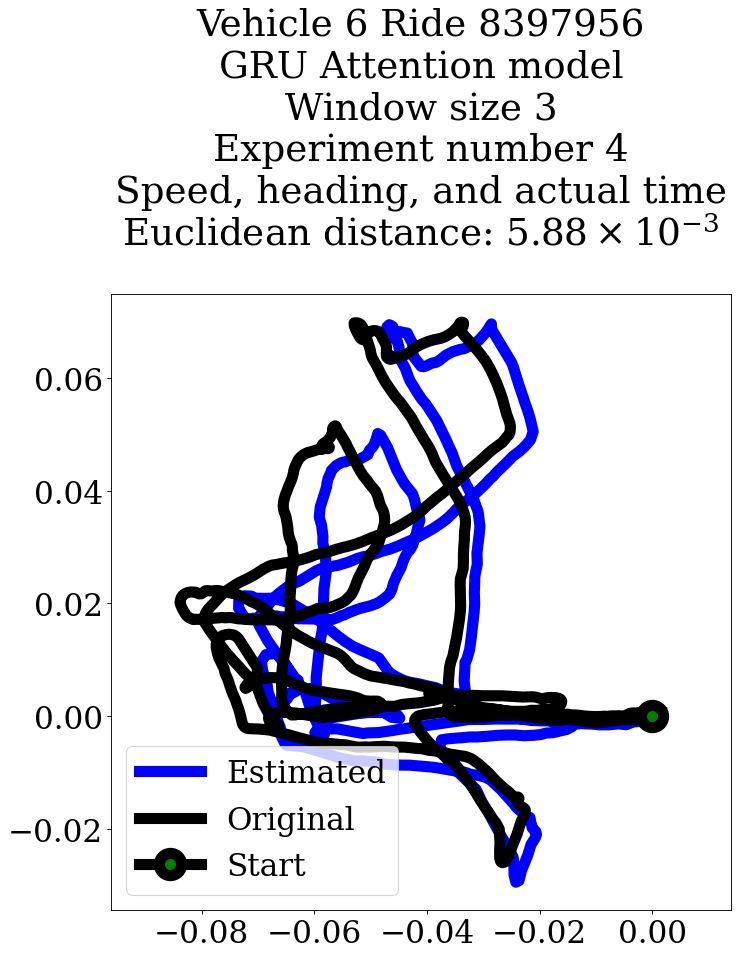 Vehicle 6 Ride 8397956
GRU Attention model
Window size 3
Experiment number 4
Speed, heading, and actual time
Euclidean distance: 5.88 × 10⁻³
0.06
0.04
0.02
0.00
−0.02
Estimated
Original
Start
−0.08 −0.06 −0.04 −0.02 0.00